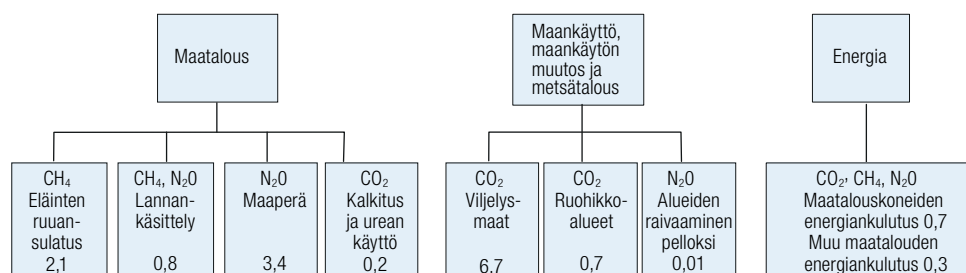 Maatalous
Maankäyttö,
maankäytön
muutos ja
metsätalous
Energia
CH₄
Eläinten
ruuan-
sulatus
2,1
CH₄, N₂O
Lannan-
käsittely
0,8
N₂O
Maaperä
3,4
CO₂
Kalkitus
ja urean
käyttö
0,2
CO₂
Viljelys-
maat
6,7
CO₂
Ruohikko-
alueet
0,7
N₂O
Alueiden
raivaaminen
pelloksi
0,01
CO₂, CH₄, N₂O
Maatalouskoneiden
energiankulutus 0,7
Muu maatalouden
energiankulutus 0,3